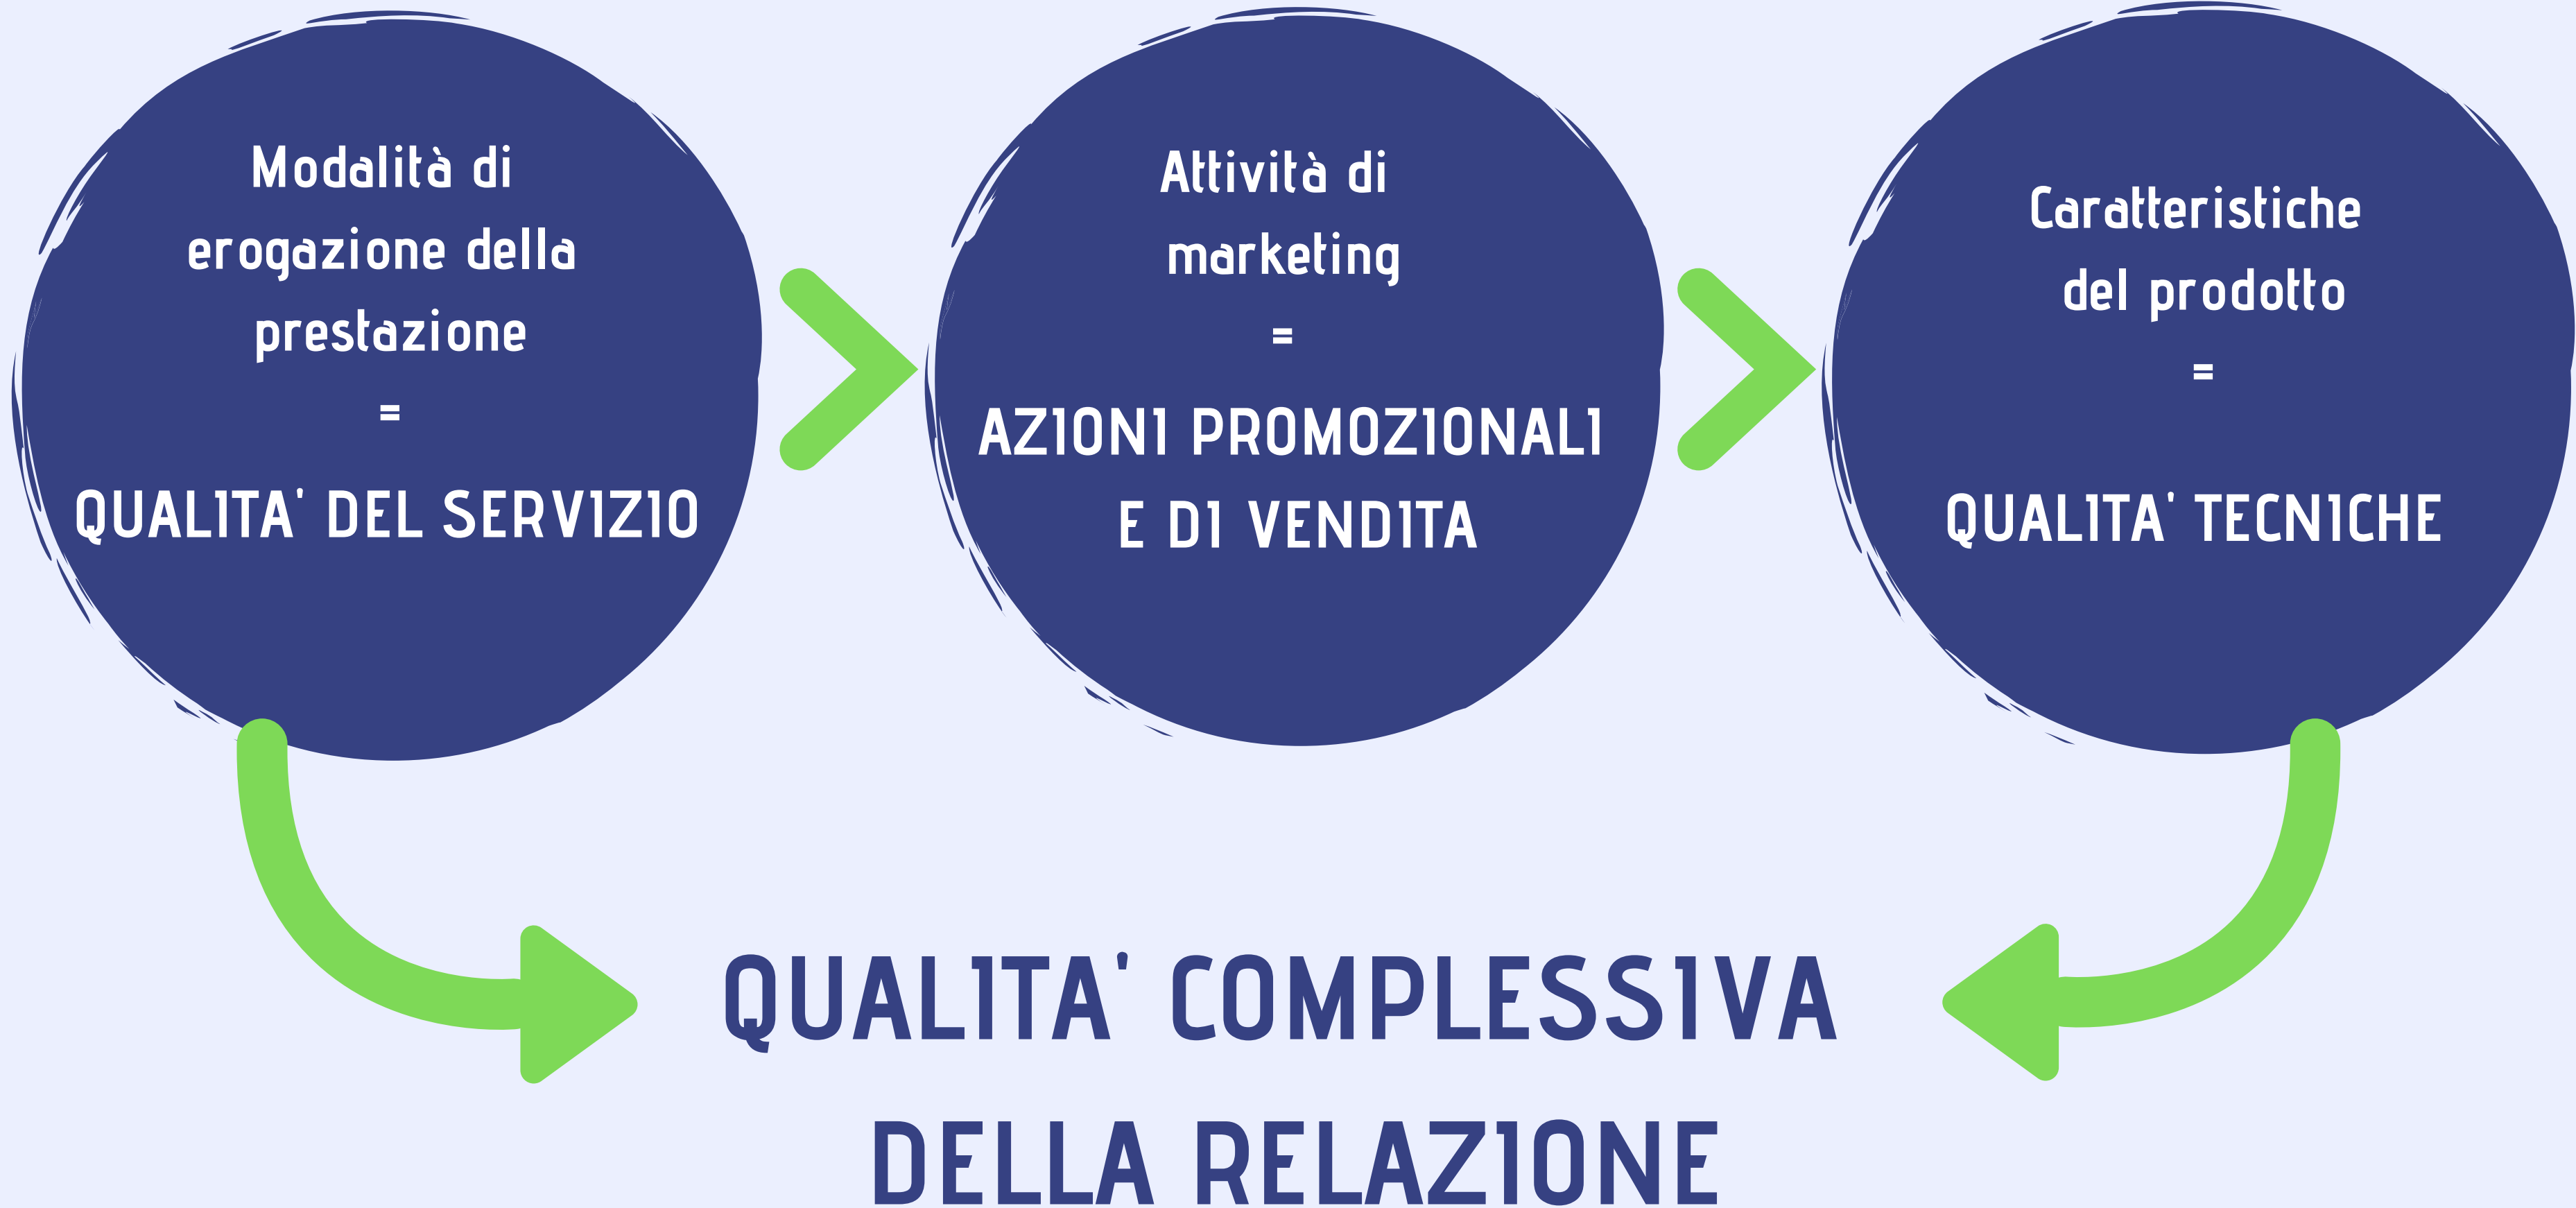 Modalità di
erogazione della
prestazione
=
QUALITA' DEL SERVIZIO
Attività di
marketing
=
AZIONI PROMOZIONALI
E DI VENDITA
Caratteristiche
del prodotto
=
QUALITA' TECNICHE
QUALITA' COMPLESSIVA
DELLA RELAZIONE